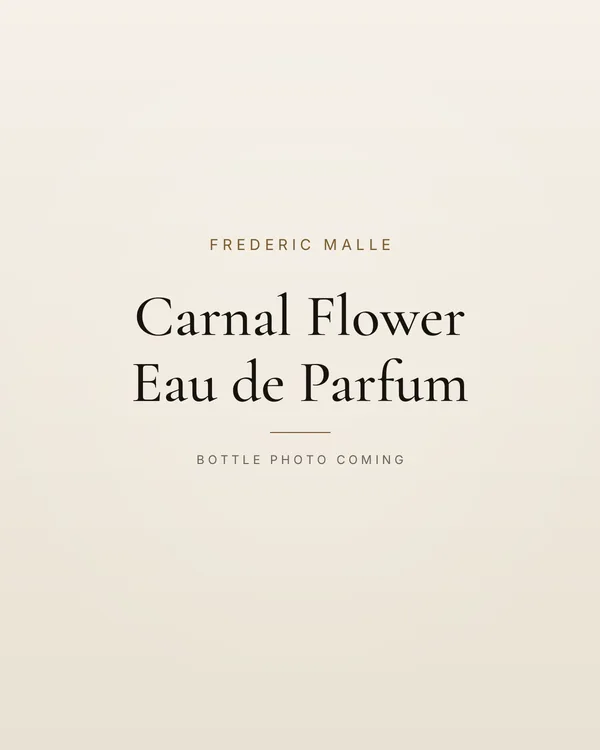 FREDERIC MALLE
Carnal Flower
Eau de Parfum
BOTTLE PHOTO COMING